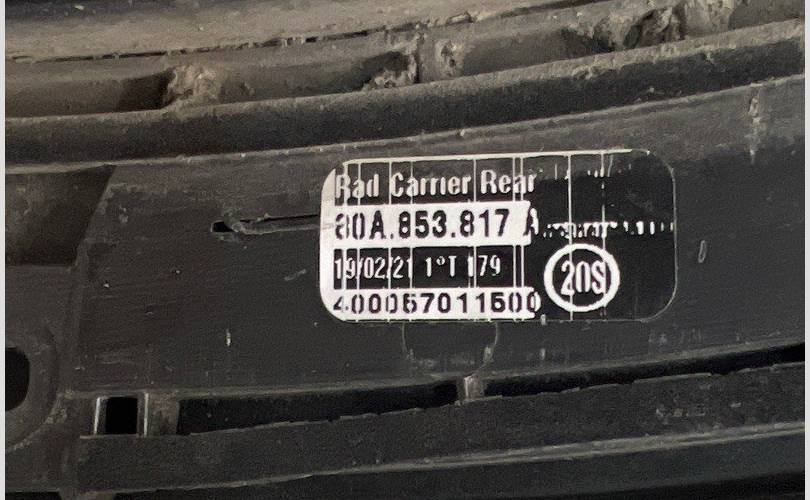 Rad Carrier Rear
80A.853.817 A
19/02/21 1°T 179
20S
400067011500